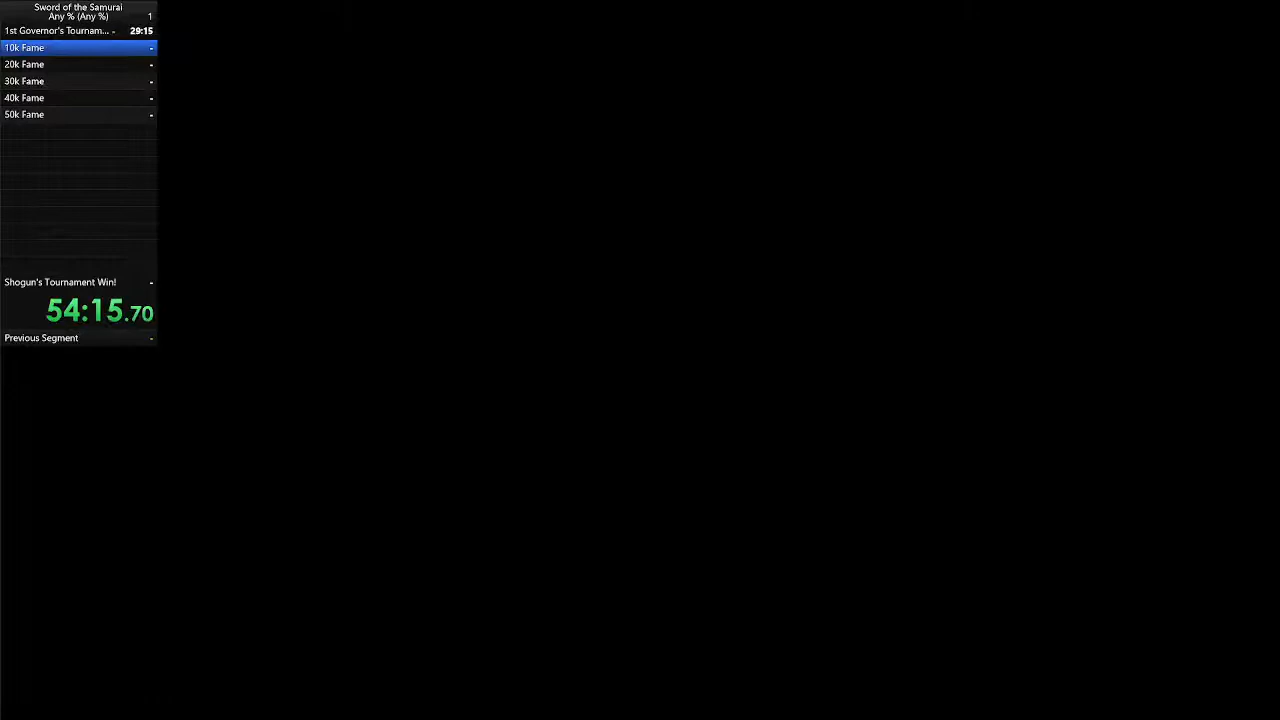 Sword of the Samurai
Any % (Any %) 1
1st Governor's Tournam... - 29:15
10k Fame -
20k Fame -
30k Fame -
40k Fame -
50k Fame -
Shogun's Tournament Win! -
54:15.70
Previous Segment -